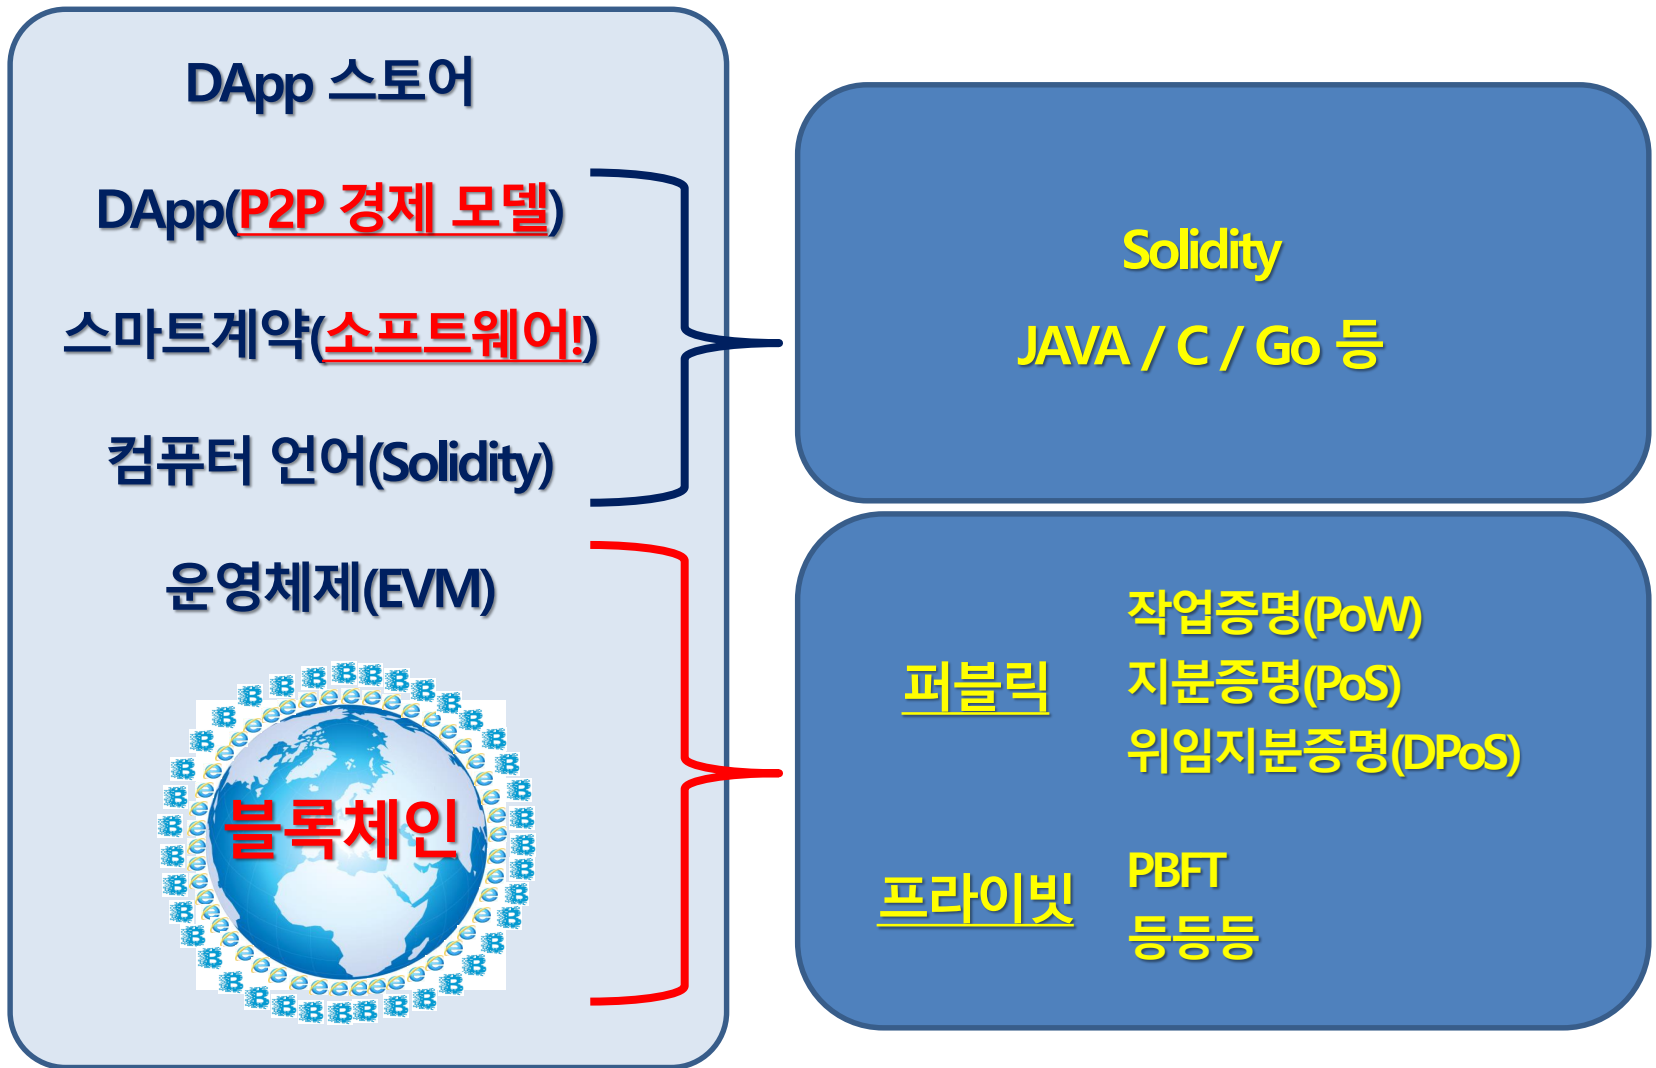 DApp 스토어
DApp(P2P 경제 모델)
스마트계약(소프트웨어!)
컴퓨터 언어(Solidity)
운영체제(EVM)
블록체인
Solidity
JAVA / C / Go 등
퍼블릭
작업증명(PoW)
지분증명(PoS)
위임지분증명(DPoS)
프라이빗
PBFT
등등등